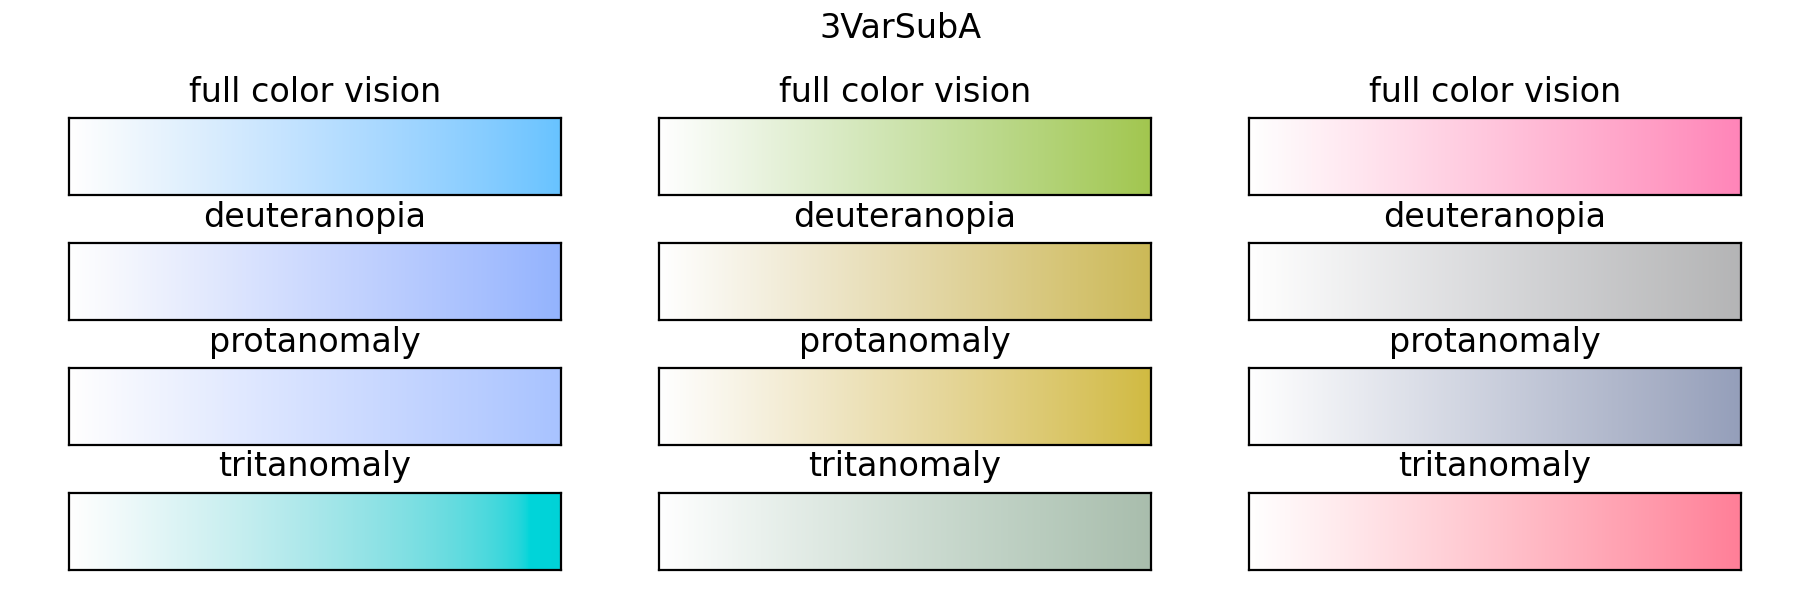 3VarSubA
full color vision
full color vision
full color vision
deuteranopia
deuteranopia
deuteranopia
protanomaly
protanomaly
protanomaly
tritanomaly
tritanomaly
tritanomaly